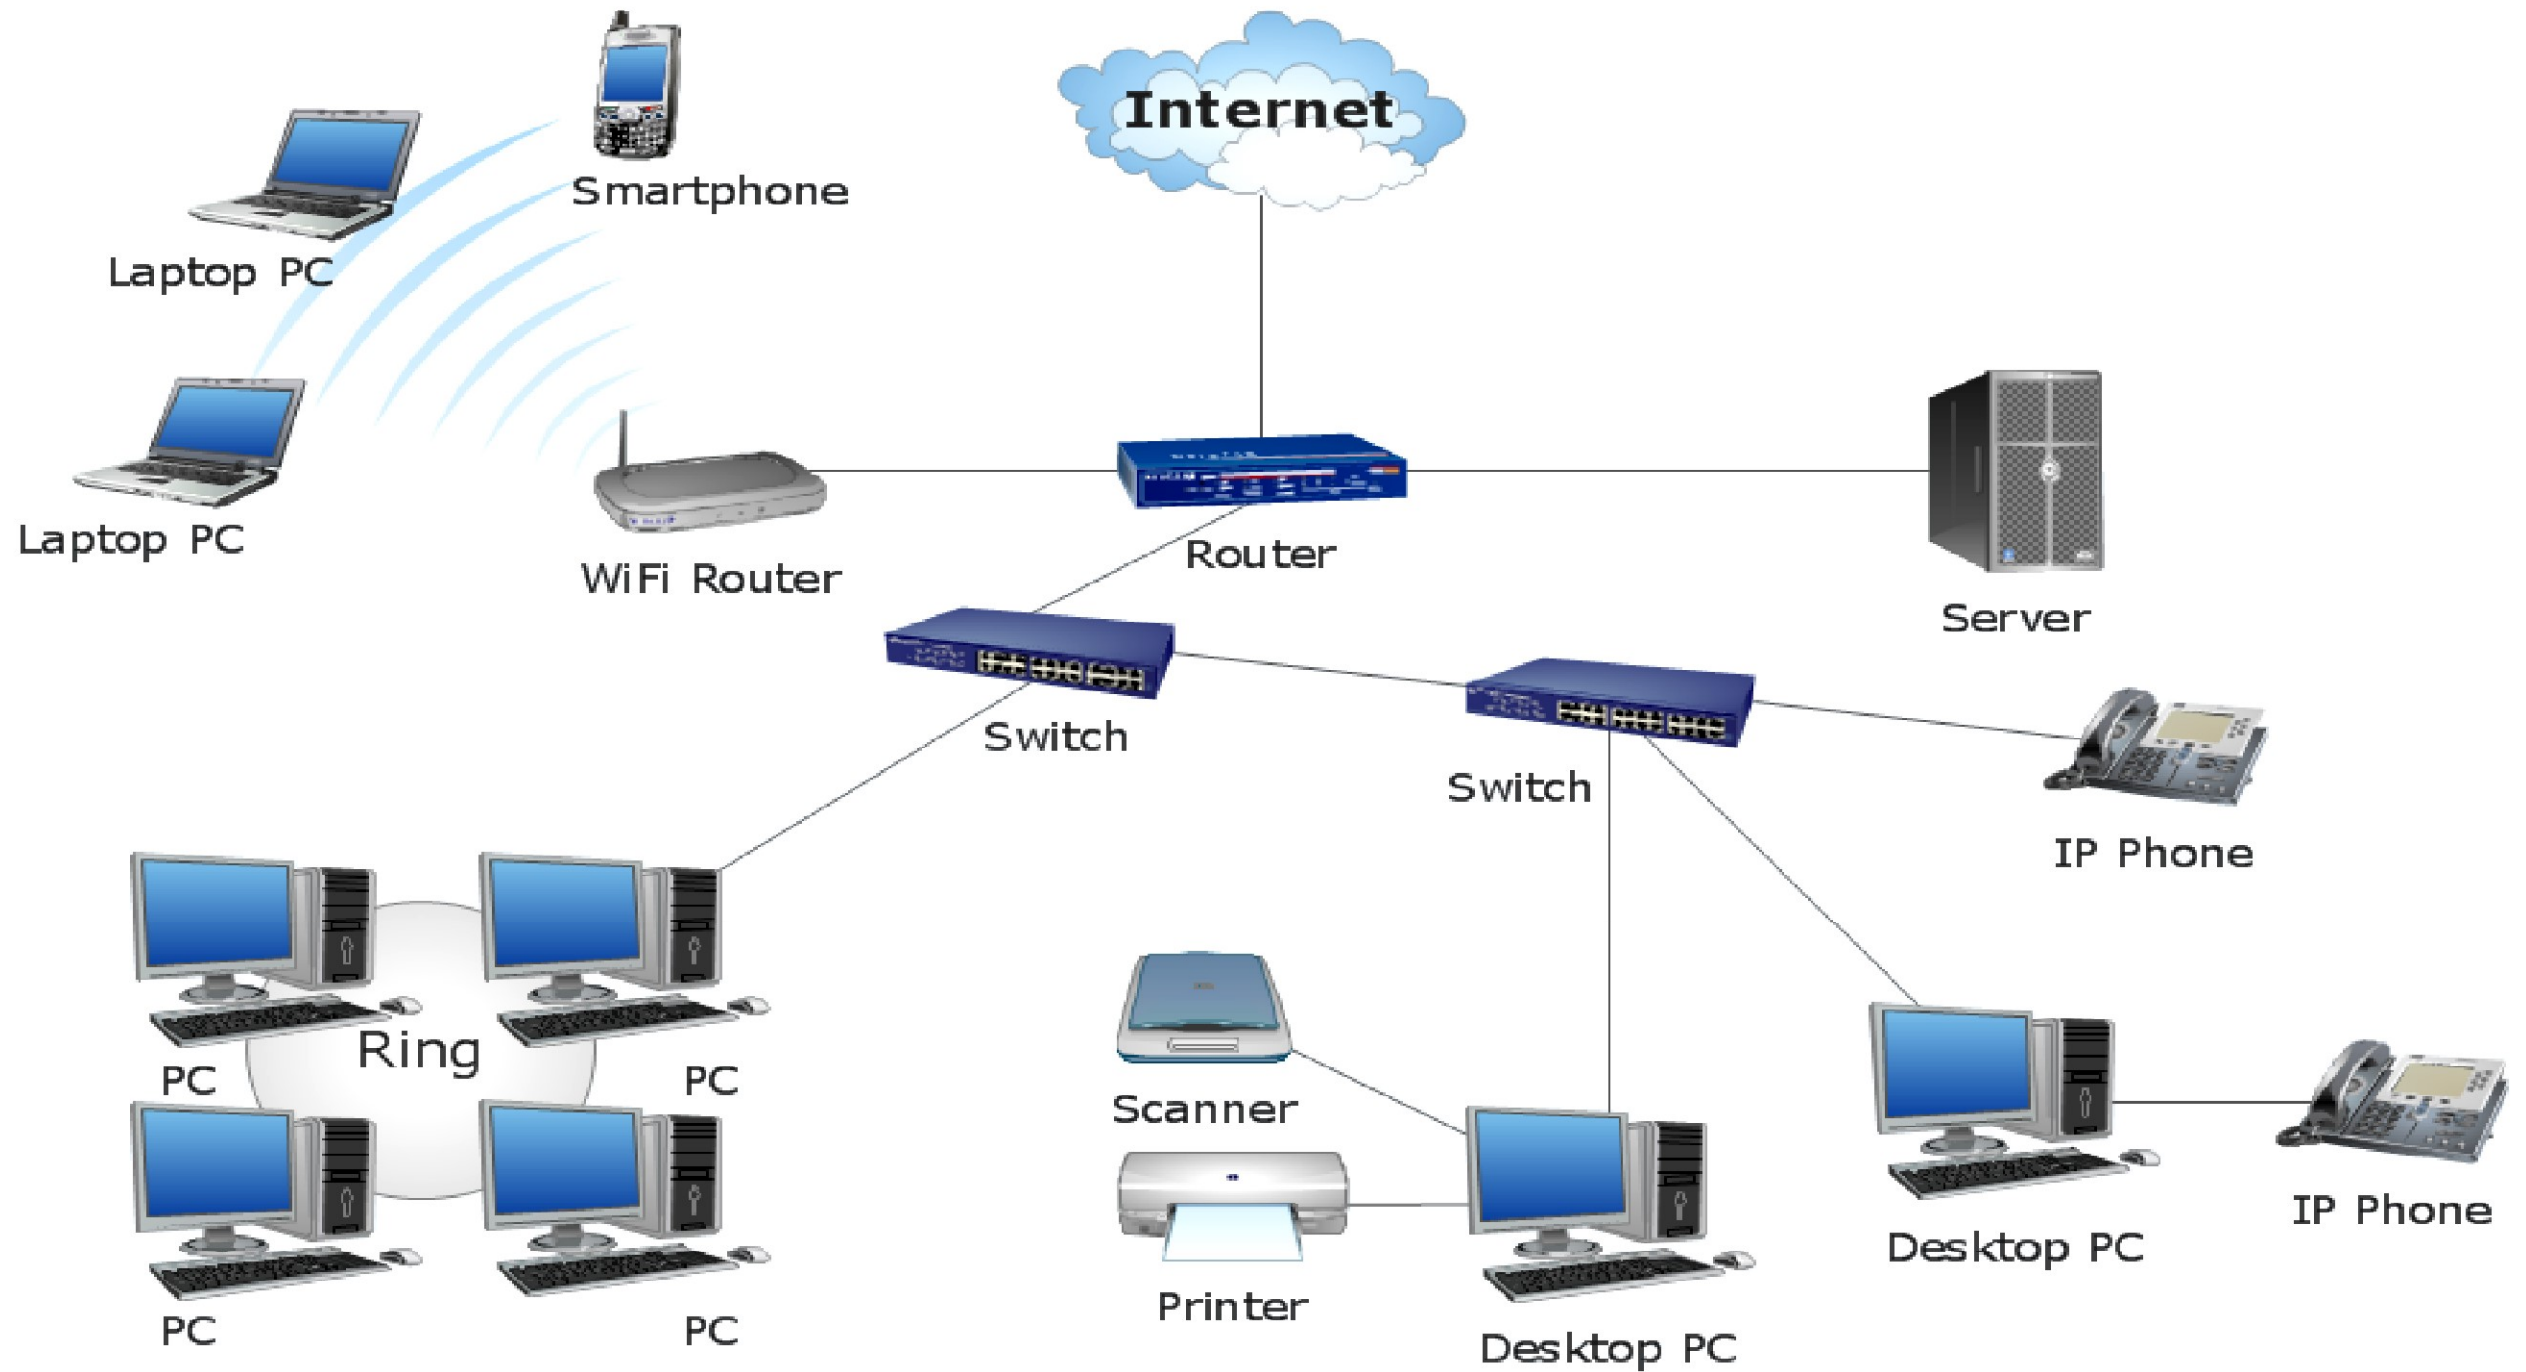 Internet
Smartphone
Laptop PC
Laptop PC
WiFi Router
Router
Server
Switch
Switch
IP Phone
Ring
PC
PC
PC
PC
Scanner
Printer
Desktop PC
Desktop PC
IP Phone